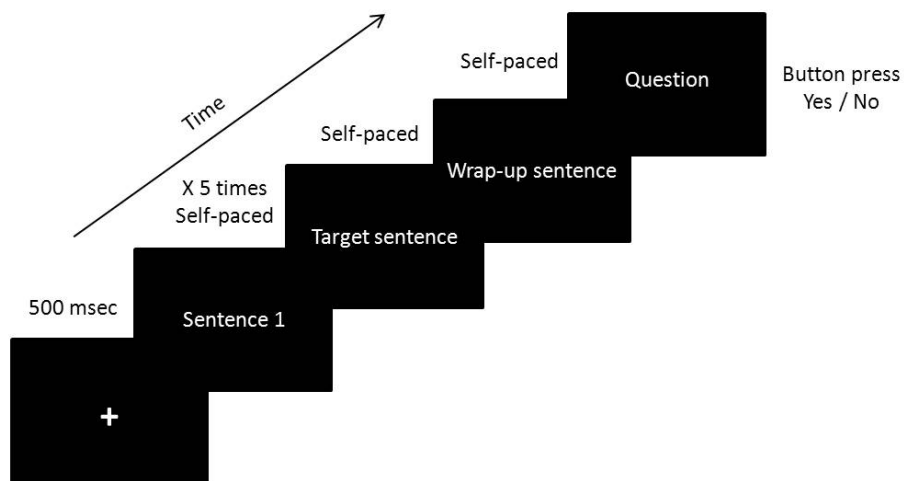 Self-paced
Question
Button press
Yes / No
Time
Self-paced
Wrap-up sentence
X 5 times
Self-paced
Target sentence
500 msec
Sentence 1
+